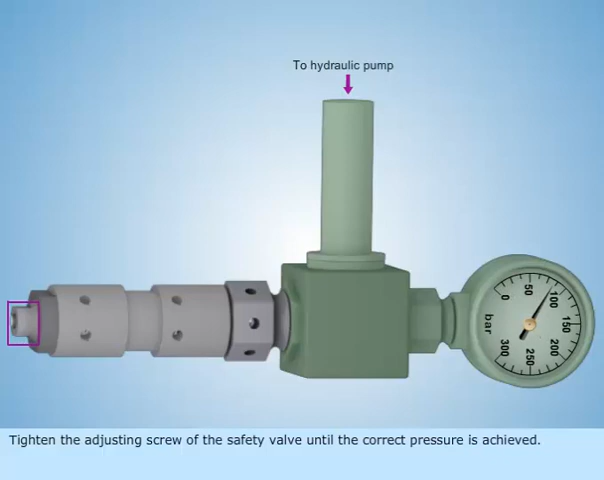 To hydraulic pump
0
50
100
150
200
250
300
bar
Tighten the adjusting screw of the safety valve until the correct pressure is achieved.